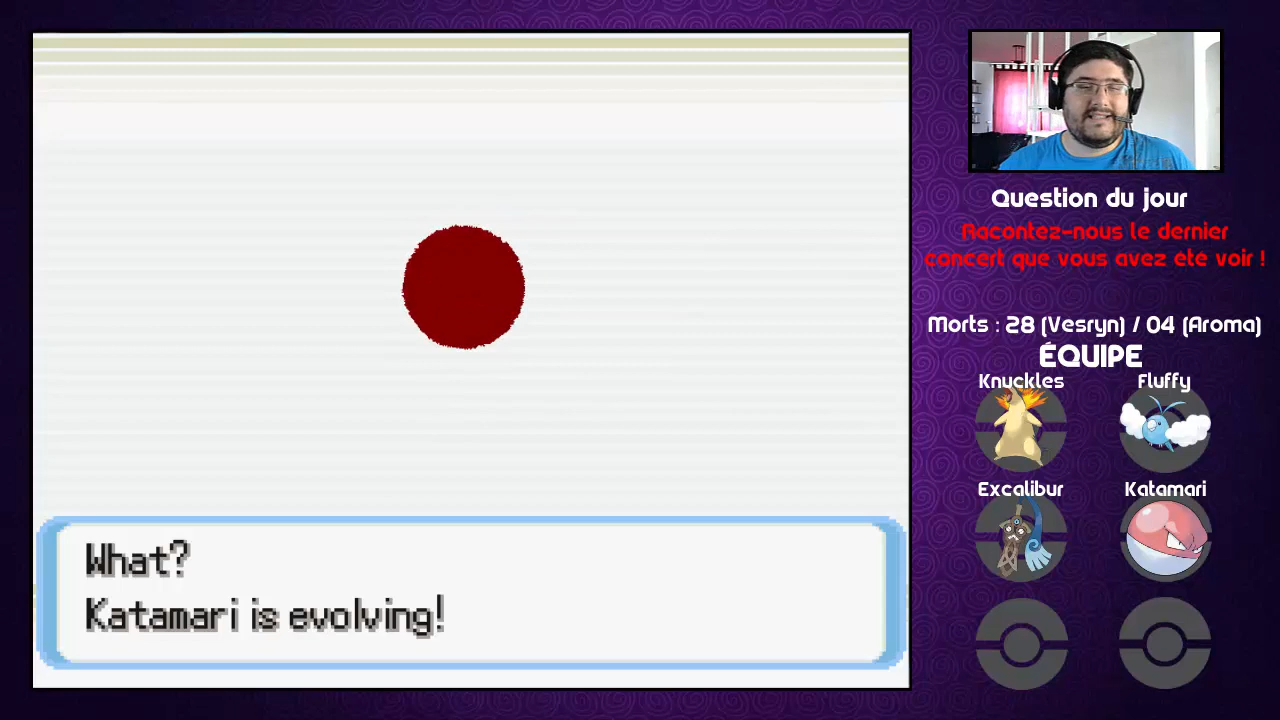 What?
Katamari is evolving!
Question du jour
Racontez-nous le dernier
concert que vous avez été voir !
Morts : 28 (Vesryn) / 04 (Aroma)
ÉQUIPE
Knuckles
Fluffy
Excalibur
Katamari